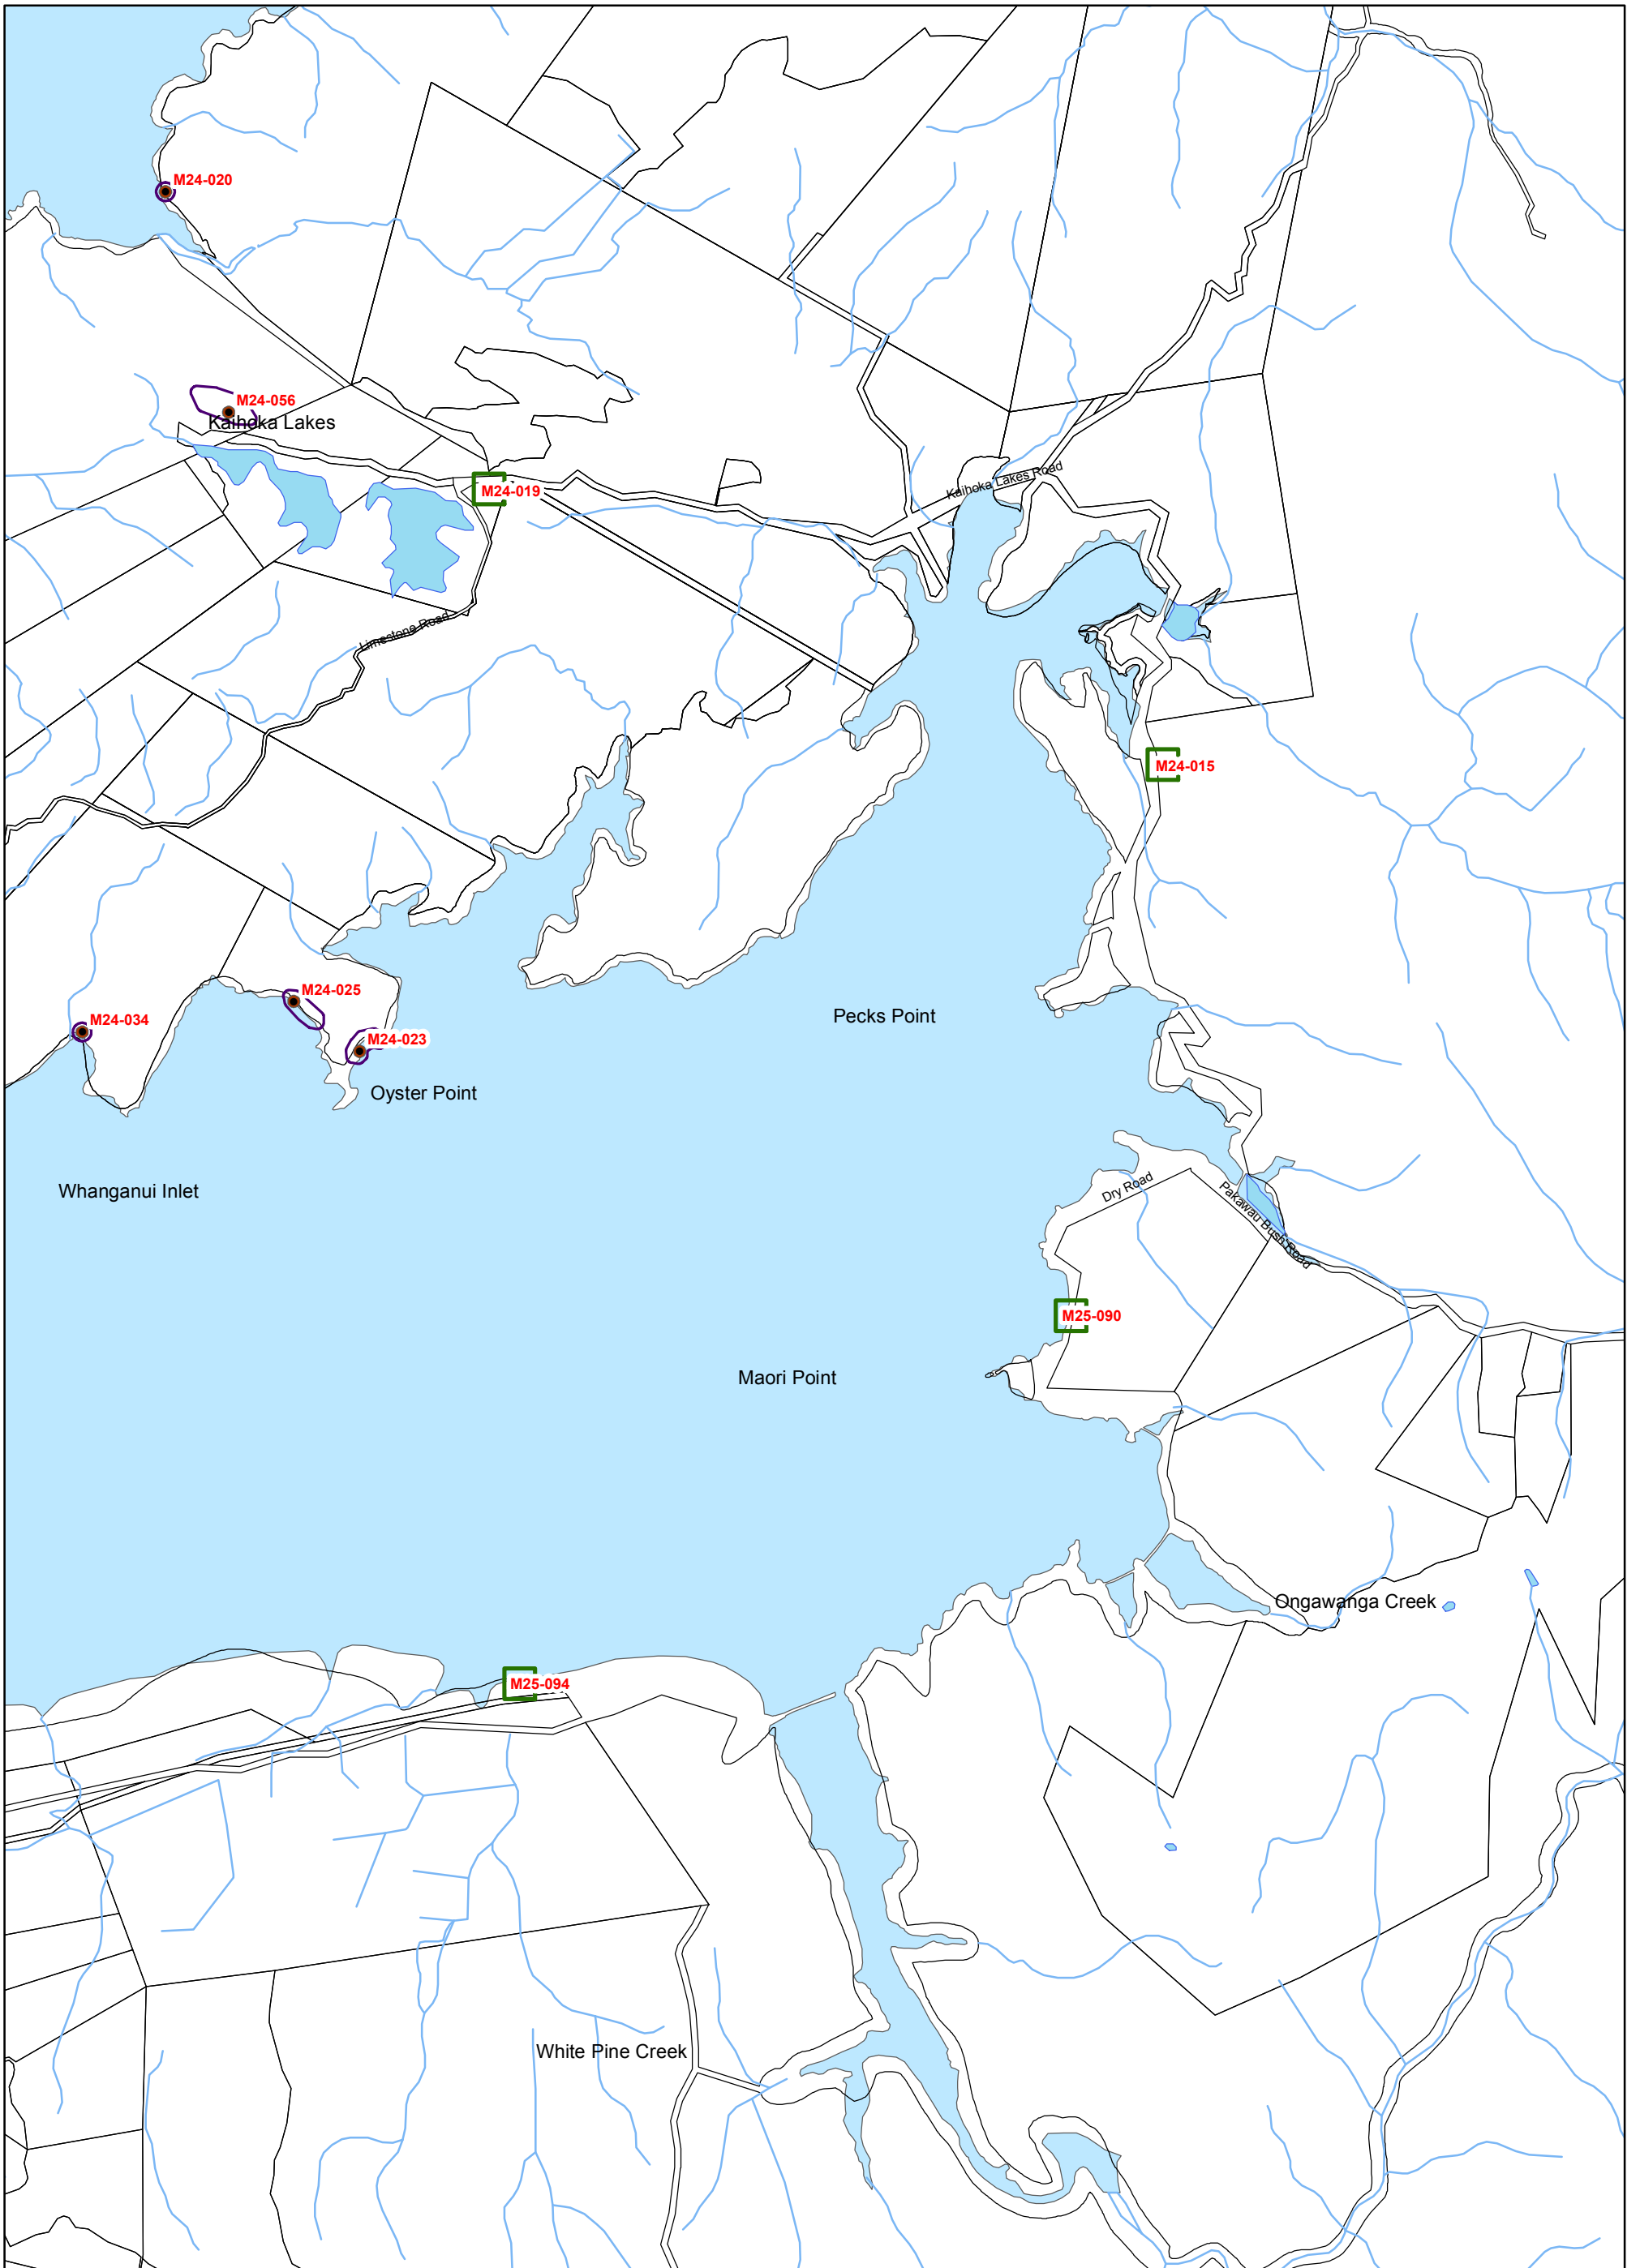 M24-020
M24-056
Kaihoka Lakes
M24-019
Kaihoka Lakes Road
Limestone Road
M24-015
M24-025
Pecks Point
M24-034
M24-023
Oyster Point
Whanganui Inlet
Dry Road
Pakawau Bush Road
M25-090
Maori Point
Ongawanga Creek
M25-094
White Pine Creek